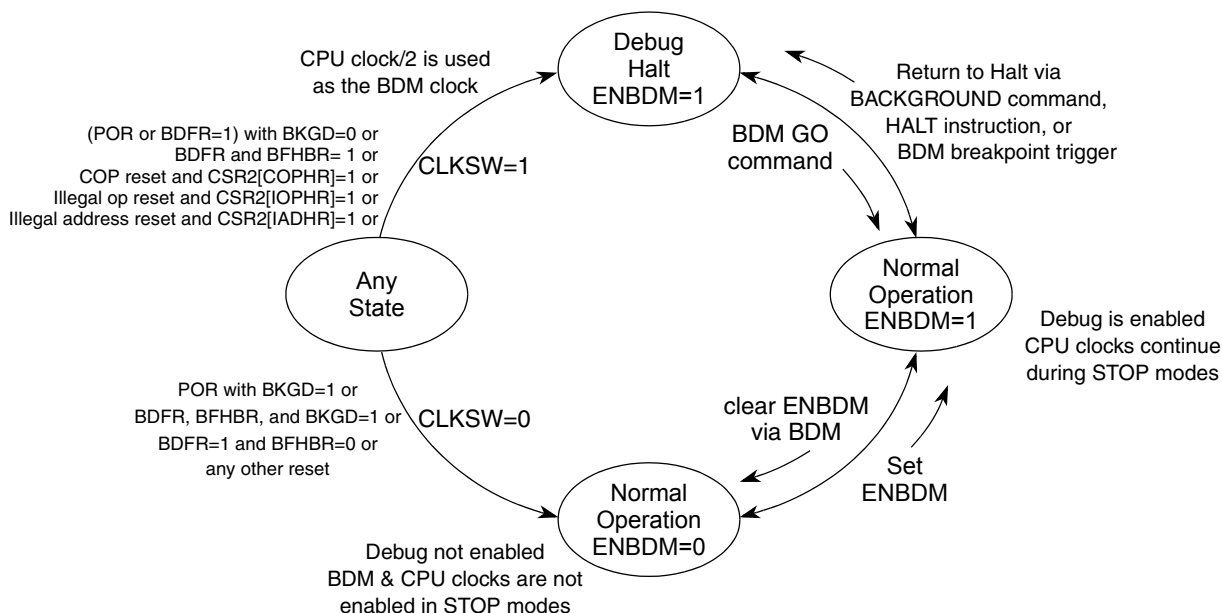 Debug
Halt
ENBDM=1
CPU clock/2 is used
as the BDM clock
Return to Halt via
BACKGROUND command,
HALT instruction, or
BDM breakpoint trigger
(POR or BDFR=1) with BKGD=0 or
BDFR and BFHBR= 1 or
COP reset and CSR2[COPHR]=1 or
Illegal op reset and CSR2[IOPHR]=1 or
Illegal address reset and CSR2[IADHR]=1 or
CLKSW=1
BDM GO
command
Any
State
Normal
Operation
ENBDM=1
Debug is enabled
CPU clocks continue
during STOP modes
POR with BKGD=1 or
BDFR, BFHBR, and BKGD=1 or
BDFR=1 and BFHBR=0 or
any other reset
CLKSW=0
clear ENBDM
via BDM
Set
ENBDM
Normal
Operation
ENBDM=0
Debug not enabled
BDM & CPU clocks are not
enabled in STOP modes